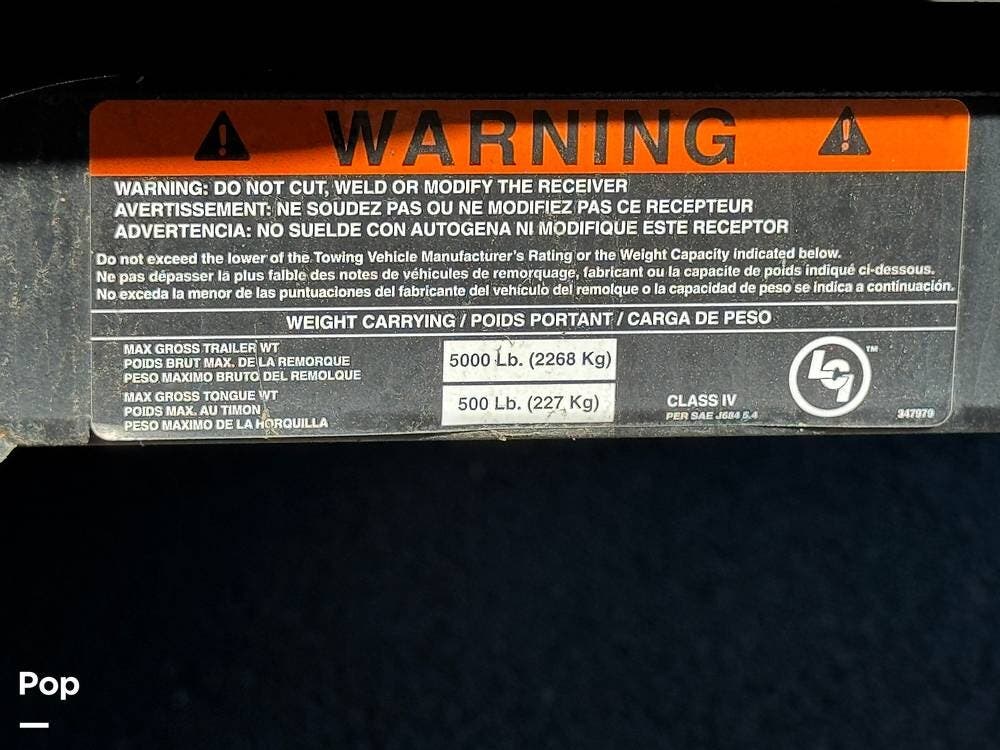 WARNING
WARNING: DO NOT CUT, WELD OR MODIFY THE RECEIVER
AVERTISSEMENT: NE SOUDEZ PAS OU NE MODIFIEZ PAS CE RECEPTEUR
ADVERTENCIA: NO SUELDE CON AUTOGENA NI MODIFIQUE ESTE RECEPTOR
Do not exceed the lower of the Towing Vehicle Manufacturer's Rating or the Weight Capacity indicated below.
Ne pas dépasser la plus faible des notes de véhicules de remorquage, fabricant ou la capacite de poids indiqué ci-dessous.
No exceda la menor de las puntuaciones del fabricante del vehículo del remolque o la capacidad de peso se indica a continuación.
WEIGHT CARRYING / POIDS PORTANT / CARGA DE PESO
MAX GROSS TRAILER WT
POIDS BRUT MAX. DE LA REMORQUE
PESO MAXIMO BRUTO DEL REMOLQUE
5000 Lb. (2268 Kg)
MAX GROSS TONGUE WT
POIDS MAX. AU TIMON
PESO MAXIMO DE LA HORQUILLA
500 Lb. (227 Kg)
CLASS IV
PER SAE J684 5.4
LCI™
347979
Pop